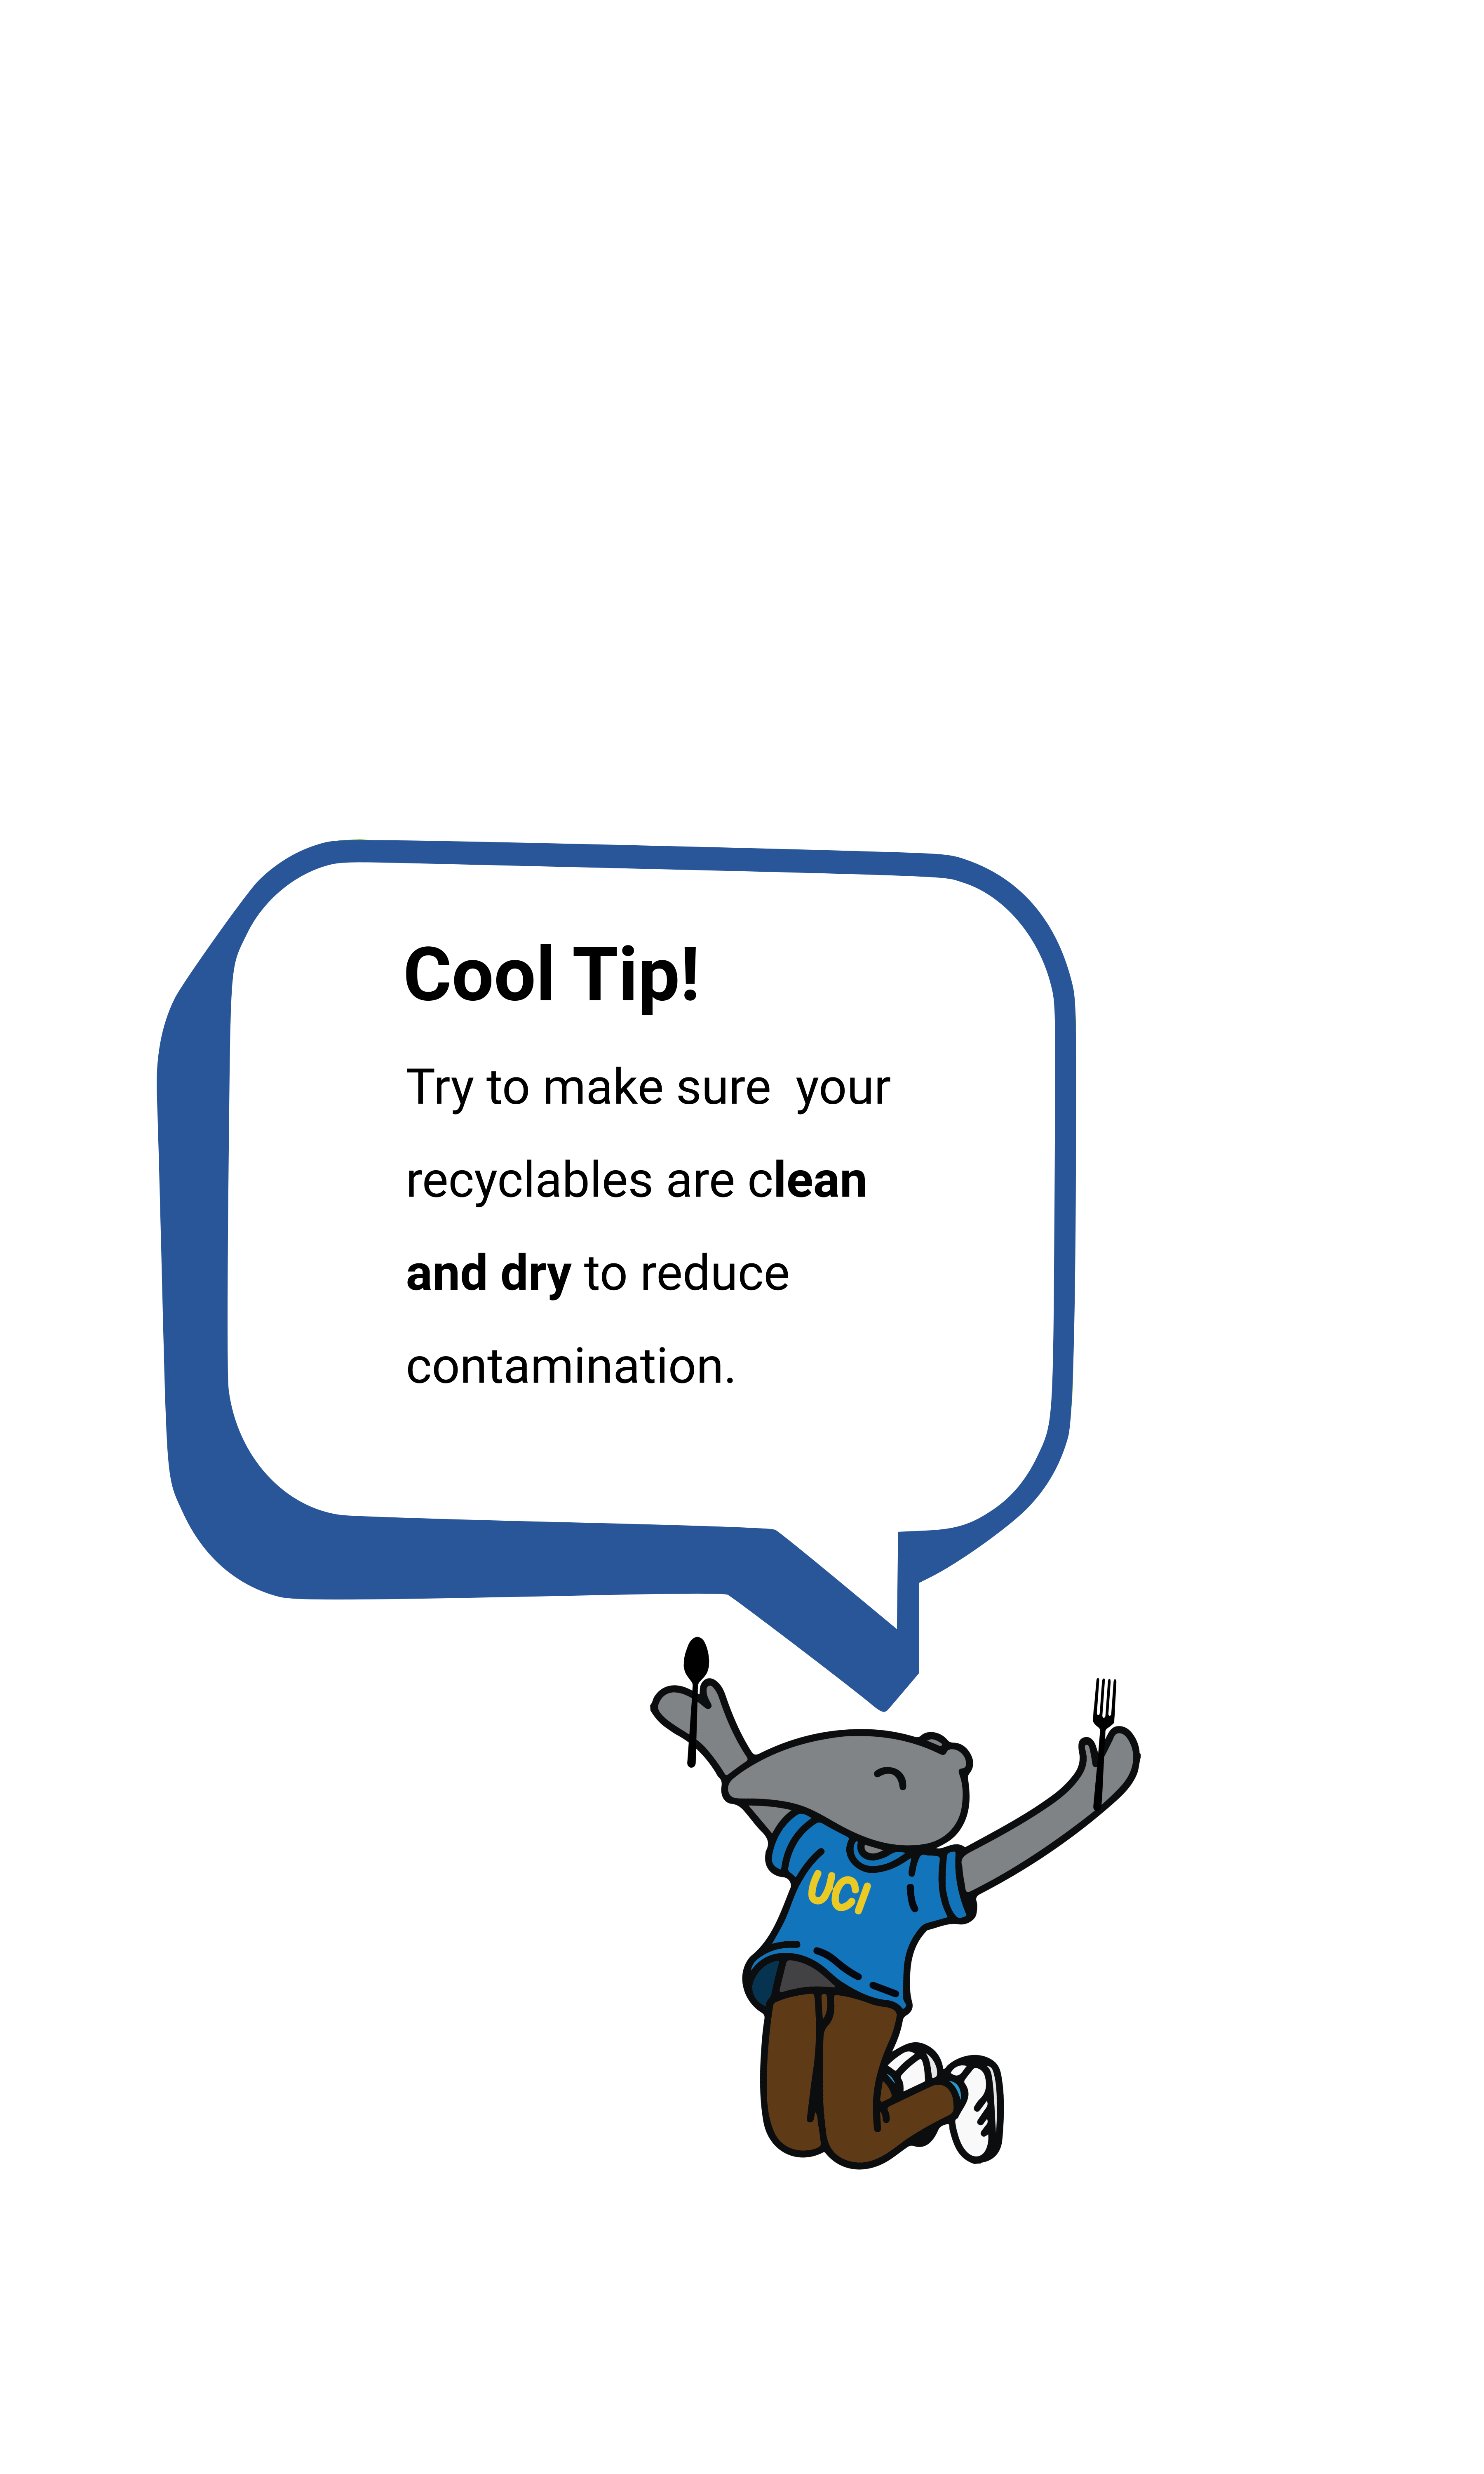 Cool Tip!
Try to make sure  your
recyclables are clean
and dry to reduce
contamination.
UCI